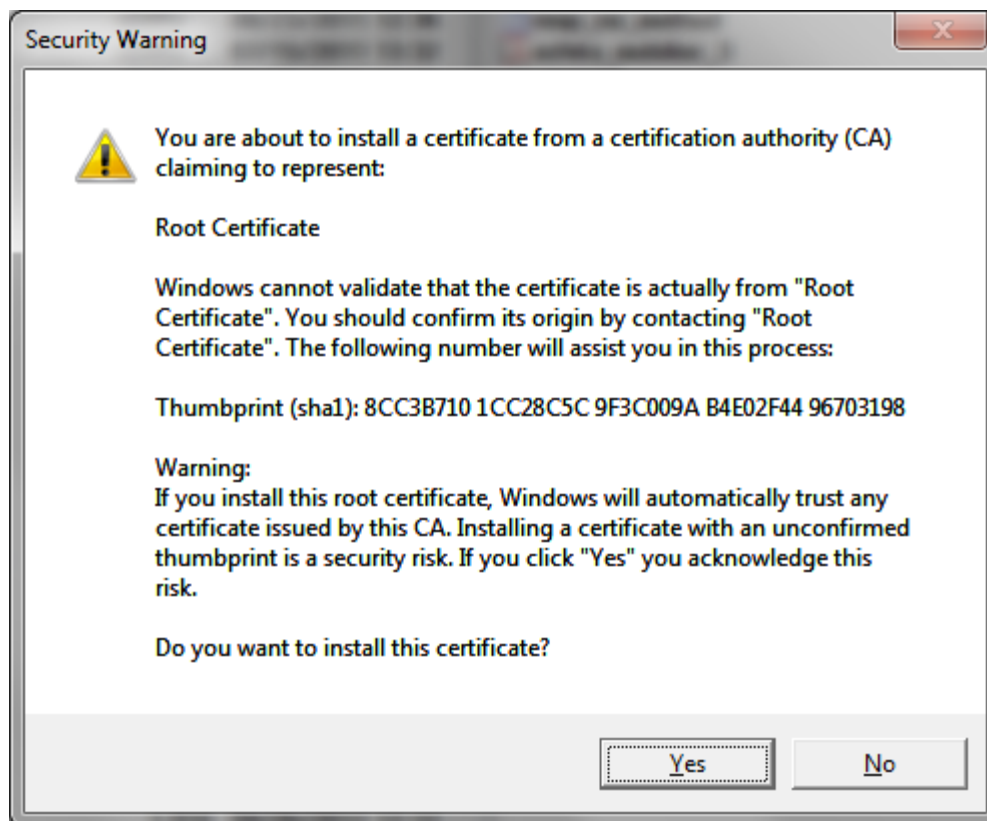 Security Warning
You are about to install a certificate from a certification authority (CA)
claiming to represent:
Root Certificate
Windows cannot validate that the certificate is actually from "Root
Certificate". You should confirm its origin by contacting "Root
Certificate". The following number will assist you in this process:
Thumbprint (sha1): 8CC3B710 1CC28C5C 9F3C009A B4E02F44 96703198
Warning:
If you install this root certificate, Windows will automatically trust any
certificate issued by this CA. Installing a certificate with an unconfirmed
thumbprint is a security risk. If you click "Yes" you acknowledge this
risk.
Do you want to install this certificate?
Yes No